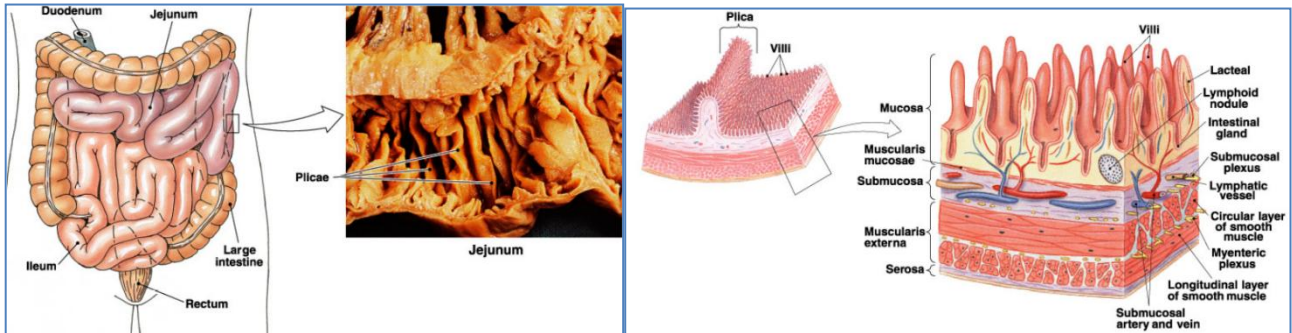 Duodenum
Jejunum
Plicae
Ileum
Large
intestine
Rectum
Jejunum
Plica
Villi
Mucosa
Muscularis
mucosae
Submucosa
Muscularis
externa
Serosa
Villi
Lacteal
Lymphoid
nodule
Intestinal
gland
Submucosal
plexus
Lymphatic
vessel
Circular layer
of smooth
muscle
Myenteric
plexus
Longitudinal layer
of smooth muscle
Submucosal
artery and vein